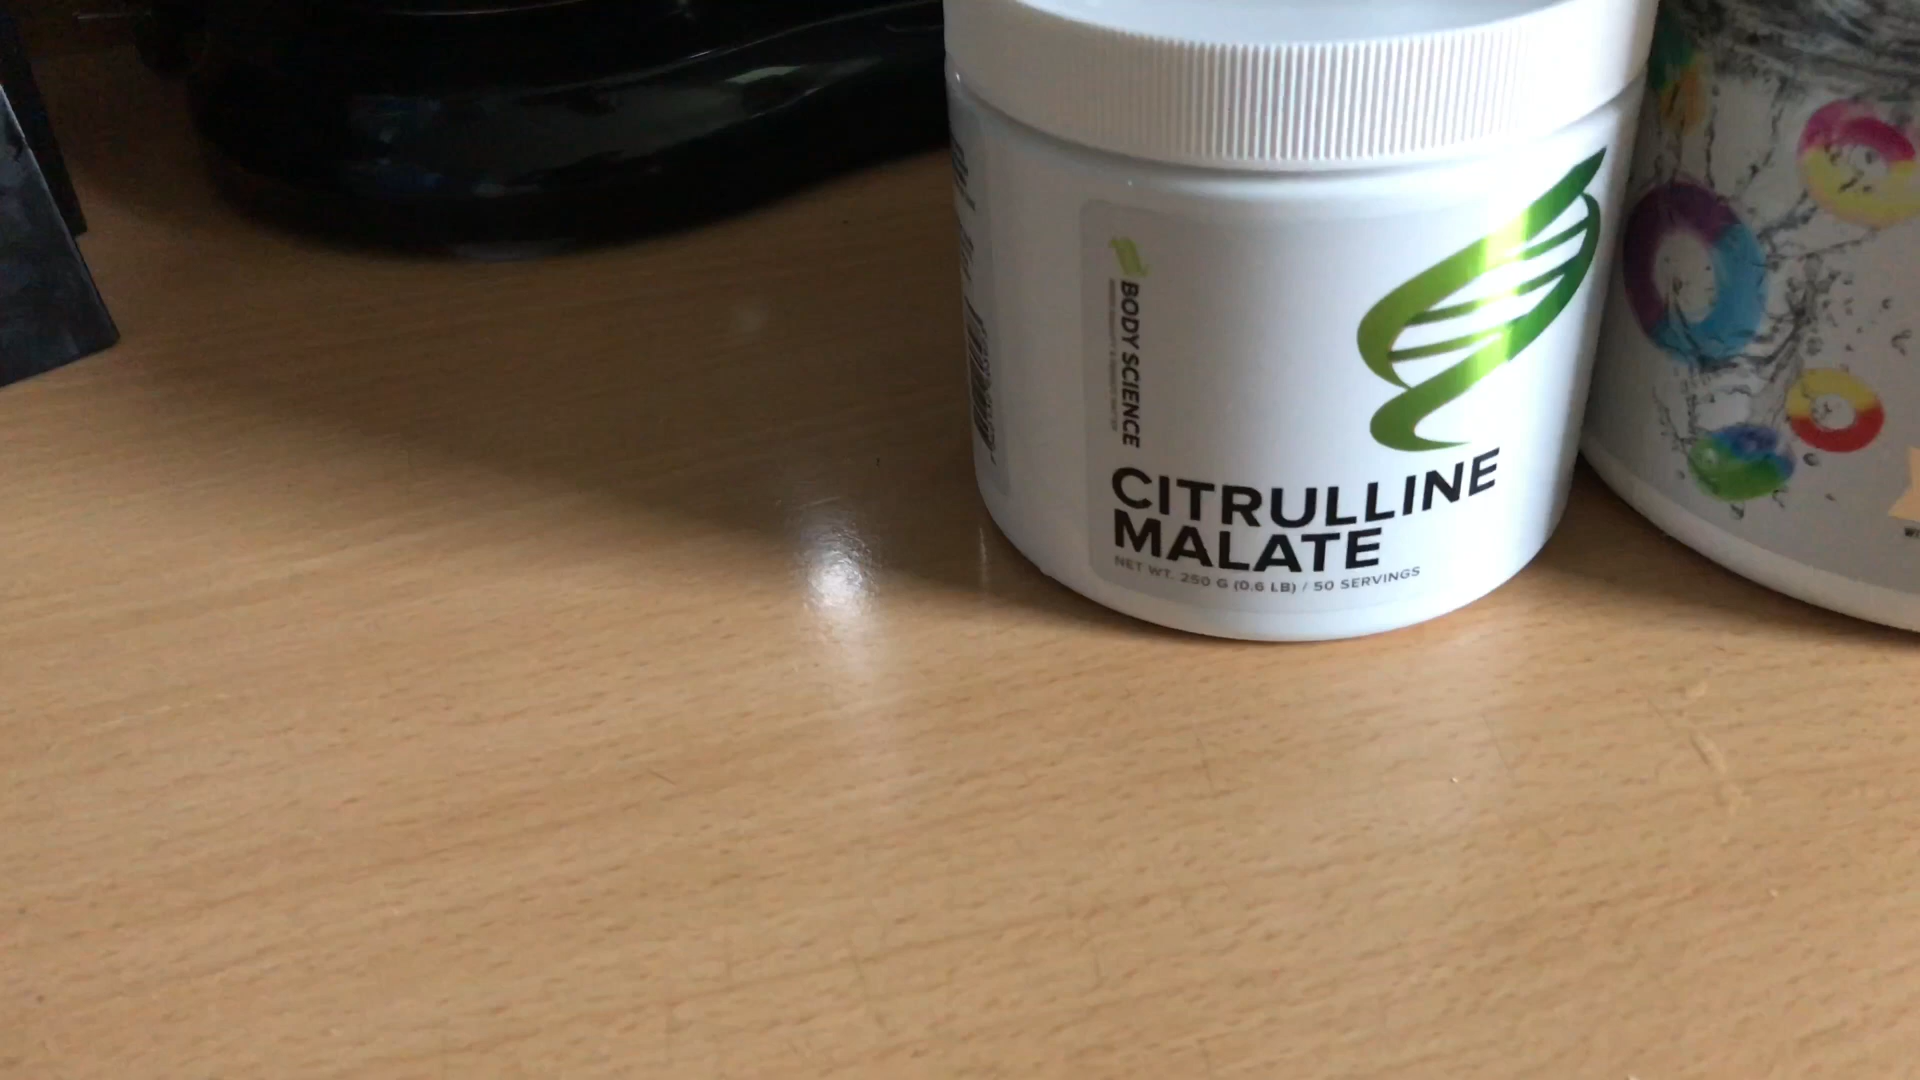 BODY SCIENCE
CITRULLINE
MALATE
NET WT. 250 G (0.6 LB) / 50 SERVINGS